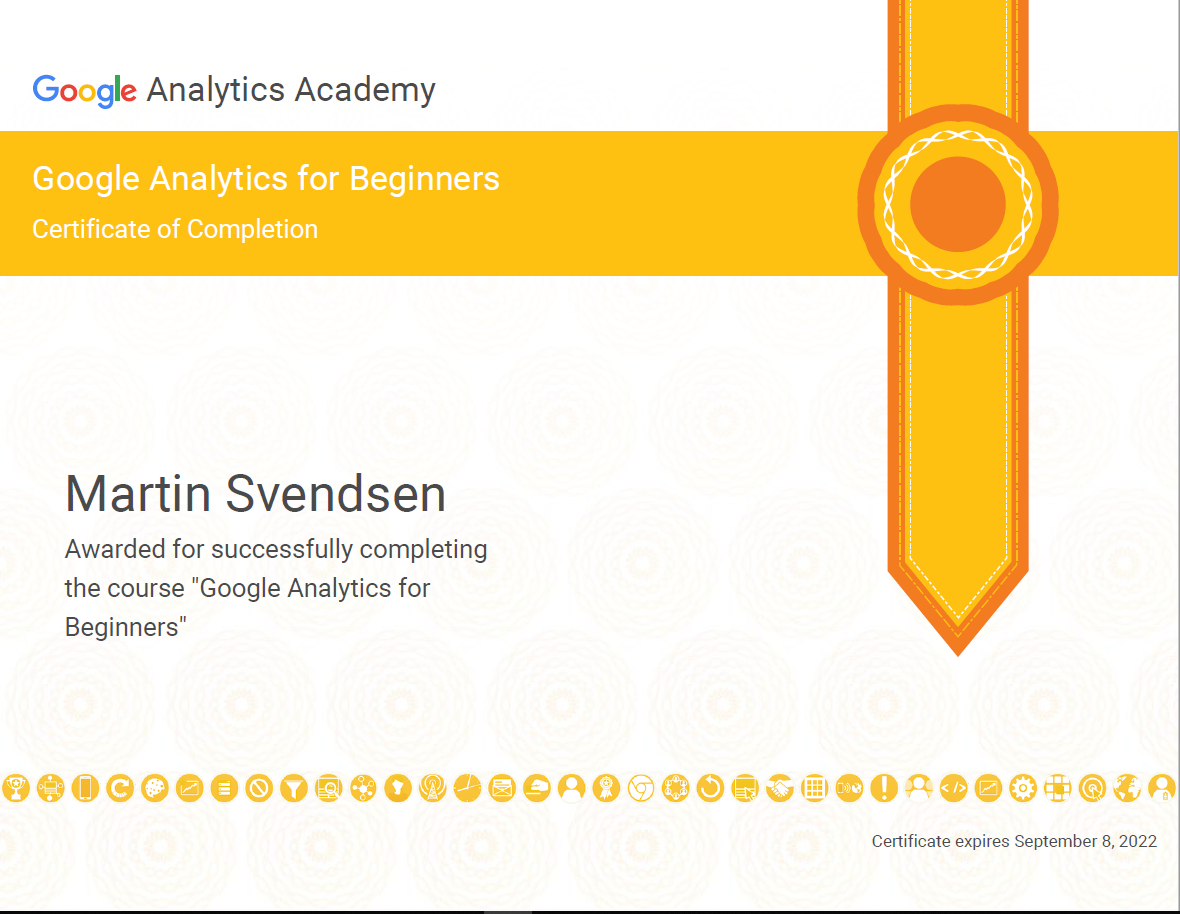 Google Analytics Academy
Google Analytics for Beginners
Certificate of Completion
Martin Svendsen
Awarded for successfully completing
the course "Google Analytics for
Beginners"
Certificate expires September 8, 2022